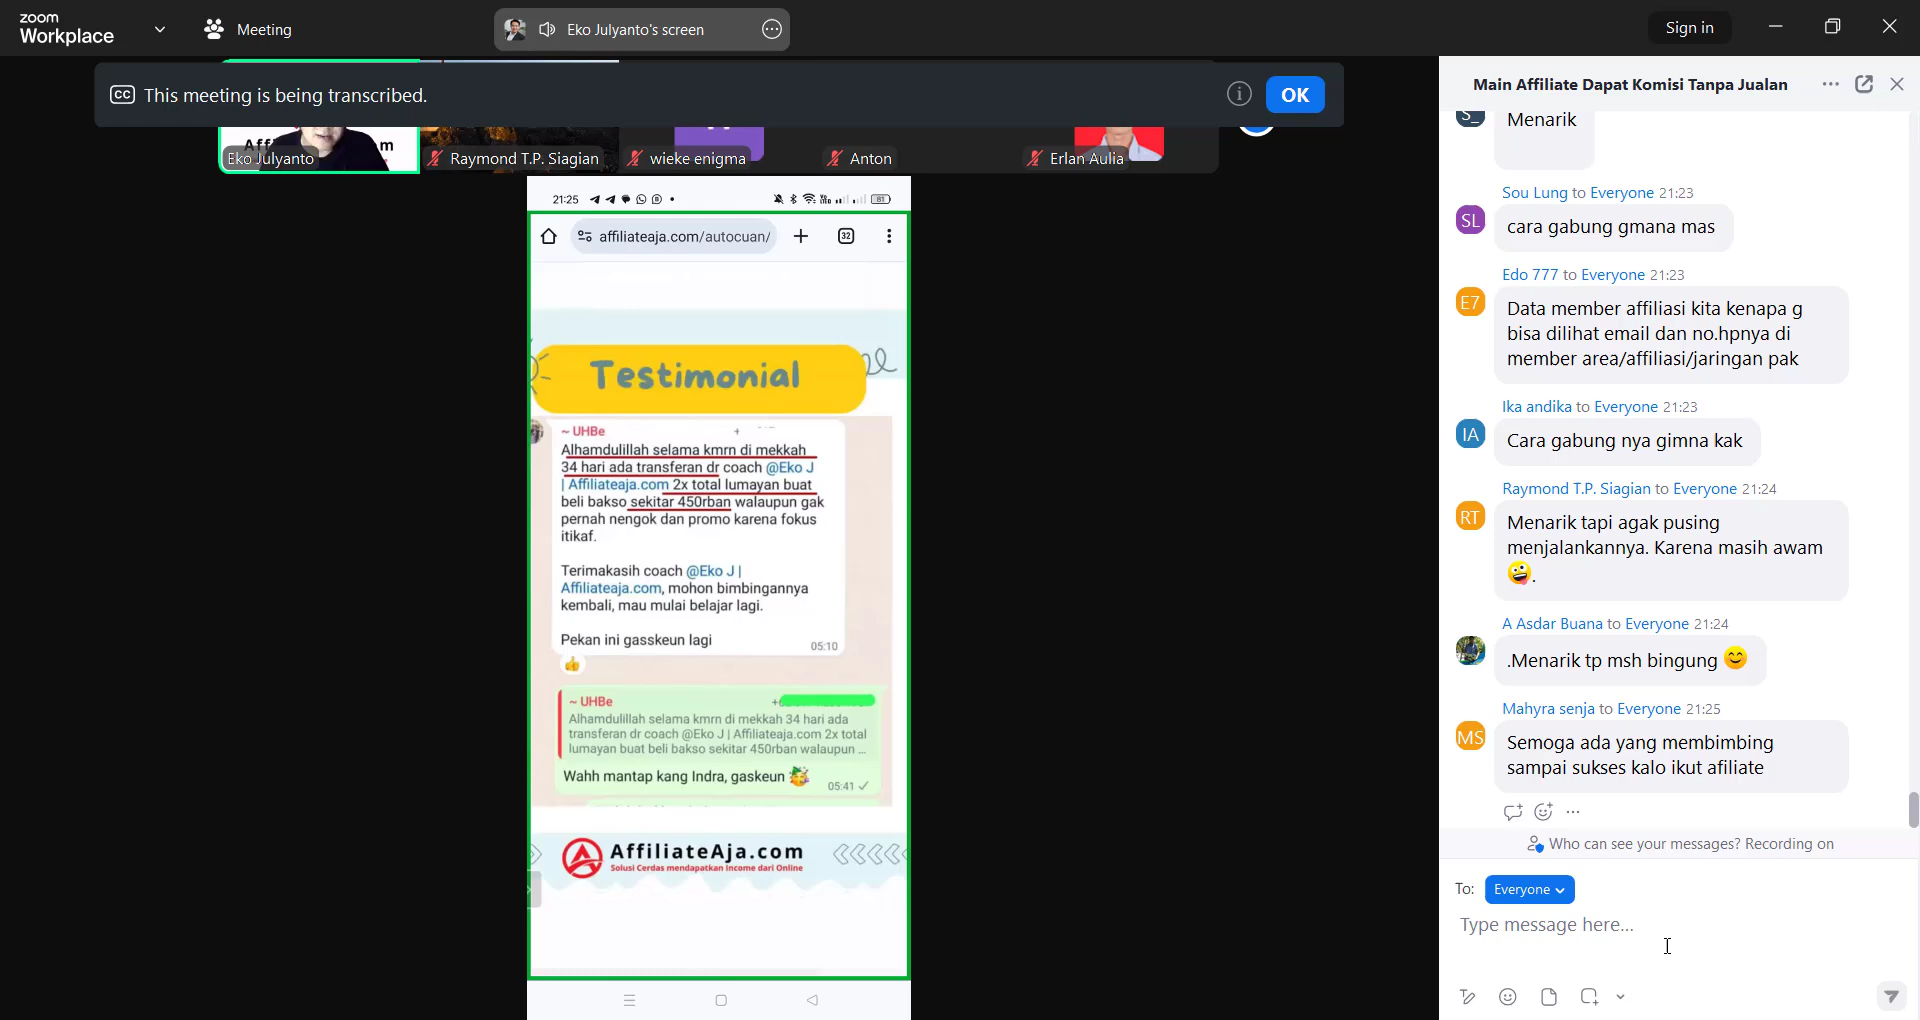 zoom
Workplace
Meeting
Eko Julyanto's screen
Sign in
CC This meeting is being transcribed.
OK
Eko Julyanto
Raymond T.P. Siagian
wieke enigma
Anton
Erlan Aulia
21:25
81
affiliateaja.com/autocuan/
32
Testimonial
~ UHBe
Alhamdulillah selama kmrn di mekkah
34 hari ada transferan dr coach @Eko J
| Affiliateaja.com 2x total lumayan buat
beli bakso sekitar 450rban walaupun gak
pernah nengok dan promo karena fokus
itikaf.
Terimakasih coach @Eko J |
Affiliateaja.com, mohon bimbingannya
kembali, mau mulai belajar lagi.
Pekan ini gasskeun lagi
05:10
~ UHBe
Alhamdulillah selama kmrn di mekkah 34 hari ada
transferan dr coach @Eko J | Affiliateaja.com 2x total
lumayan buat beli bakso sekitar 450rban walaupun ...
Wahh mantap kang Indra, gaskeun
05:41
AffiliateAja.com
Solusi Cerdas mendapatkan Income dari Online
Main Affiliate Dapat Komisi Tanpa Jualan
S_
Menarik
Sou Lung to Everyone 21:23
SL
cara gabung gmana mas
Edo 777 to Everyone 21:23
E7
Data member affiliasi kita kenapa g
bisa dilihat email dan no.hpnya di
member area/affiliasi/jaringan pak
Ika andika to Everyone 21:23
IA
Cara gabung nya gimna kak
Raymond T.P. Siagian to Everyone 21:24
RT
Menarik tapi agak pusing
menjalankannya. Karena masih awam
🤪.
A Asdar Buana to Everyone 21:24
.Menarik tp msh bingung 😊
Mahyra senja to Everyone 21:25
MS
Semoga ada yang membimbing
sampai sukses kalo ikut afiliate
Who can see your messages? Recording on
To: Everyone
Type message here...